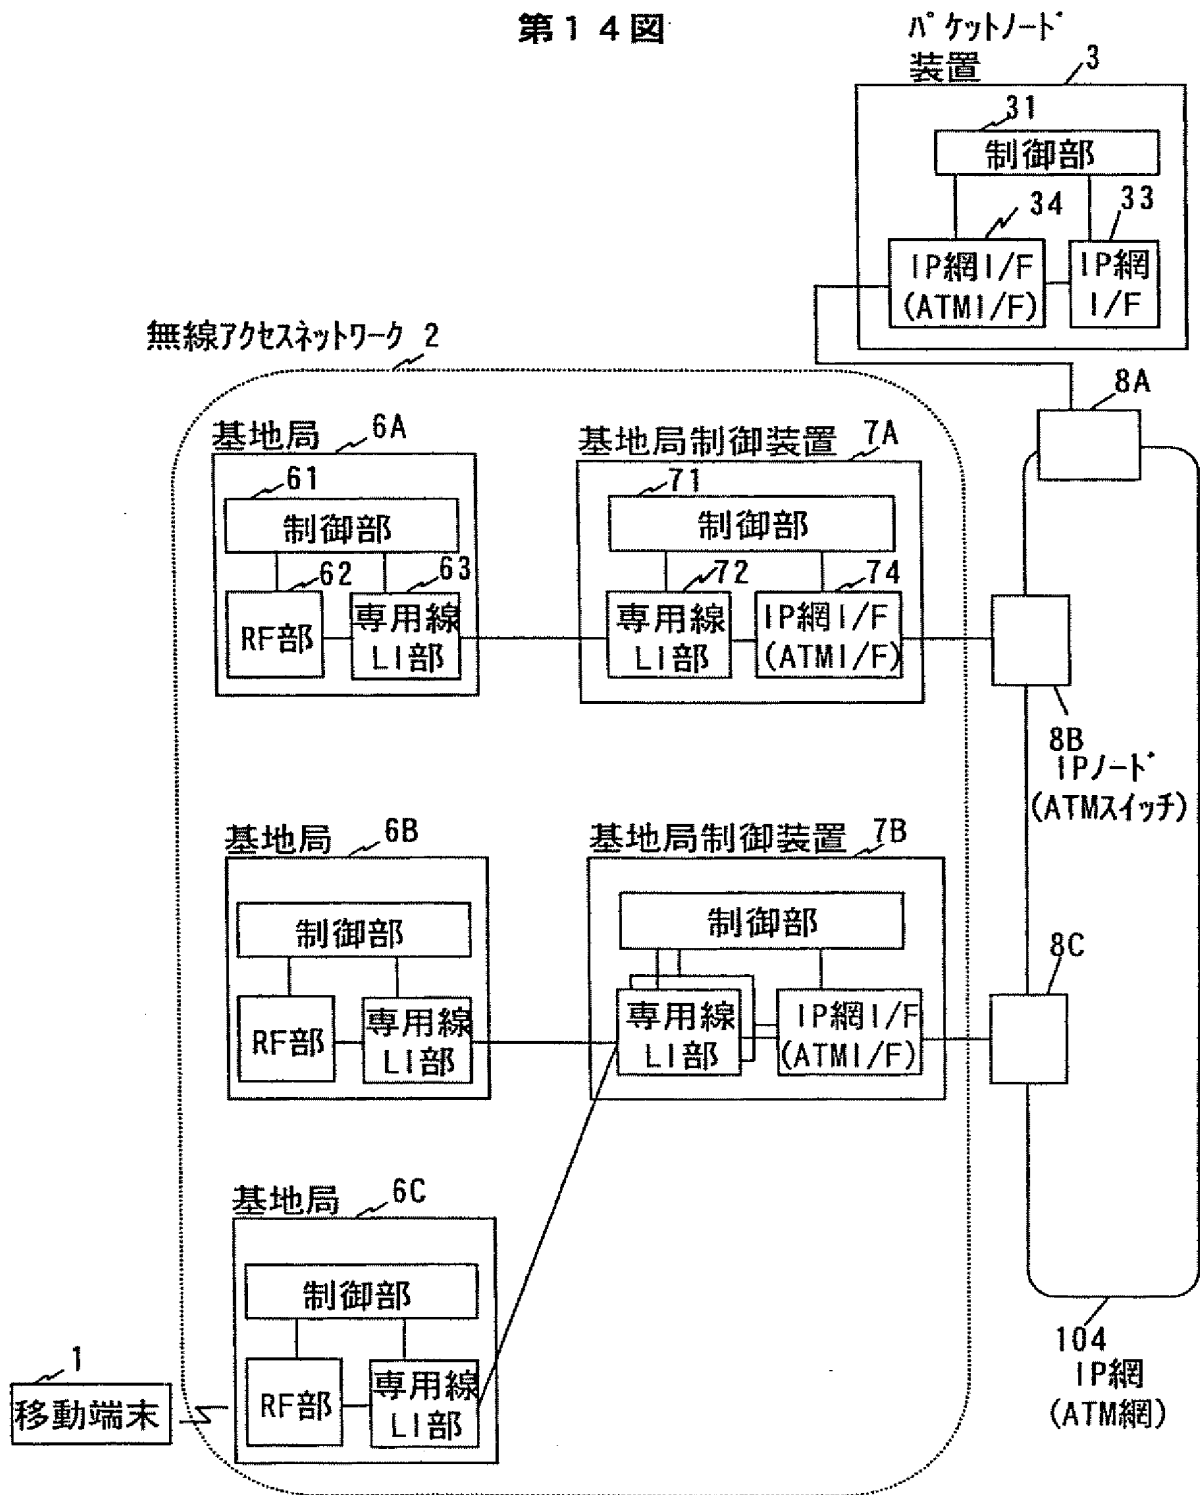 第14図
パケットノード
装置
3
31
制御部
34
33
IP網I/F
(ATMI/F)
IP網
I/F
無線アクセスネットワーク 2
8A
基地局
6A
61
制御部
62
63
RF部
専用線
LI部
基地局制御装置
7A
71
制御部
72
74
専用線
LI部
IP網I/F
(ATMI/F)
8B
IPノード
(ATMスイッチ)
基地局
6B
制御部
RF部
専用線
LI部
基地局制御装置
7B
制御部
専用線
LI部
IP網I/F
(ATMI/F)
8C
基地局
6C
制御部
RF部
専用線
LI部
1
移動端末
104
IP網
(ATM網)